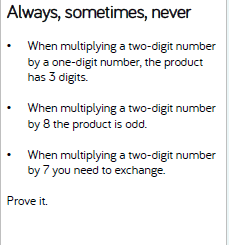 Always, sometimes, never
• When multiplying a two-digit number
by a one-digit number, the product
has 3 digits.
• When multiplying a two-digit number
by 8 the product is odd.
• When multiplying a two-digit number
by 7 you need to exchange.
Prove it.